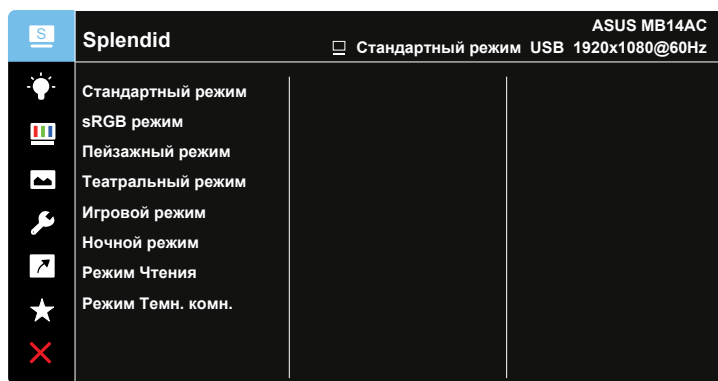 S
Splendid
ASUS MB14AC
Стандартный режим USB 1920x1080@60Hz
Стандартный режим
sRGB режим
Пейзажный режим
Театральный режим
Игровой режим
Ночной режим
Режим Чтения
Режим Темн. комн.